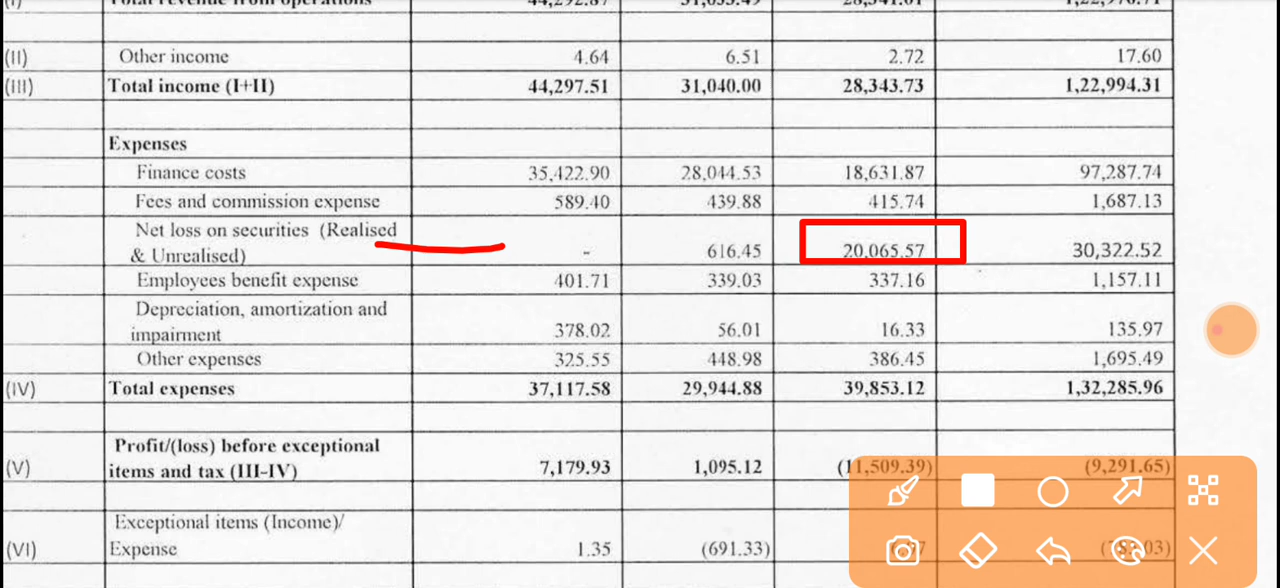 (II) Other income 4.64 6.51 2.72 17.60
(III) Total income (I+II) 44,297.51 31,040.00 28,343.73 1,22,994.31
Expenses
Finance costs 35,422.90 28,044.53 18,631.87 97,287.74
Fees and commission expense 589.40 439.88 415.74 1,687.13
Net loss on securities (Realised
& Unrealised) - 616.45 20,065.57 30,322.52
Employees benefit expense 401.71 339.03 337.16 1,157.11
Depreciation, amortization and
impairment 378.02 56.01 16.33 135.97
Other expenses 325.55 448.98 386.45 1,695.49
(IV) Total expenses 37,117.58 29,944.88 39,853.12 1,32,285.96
Profit/(loss) before exceptional
(V) items and tax (III-IV) 7,179.93 1,095.12 (11,509.39) (9,291.65)
Exceptional items (Income)/
(VI) Expense 1.35 (691.33)